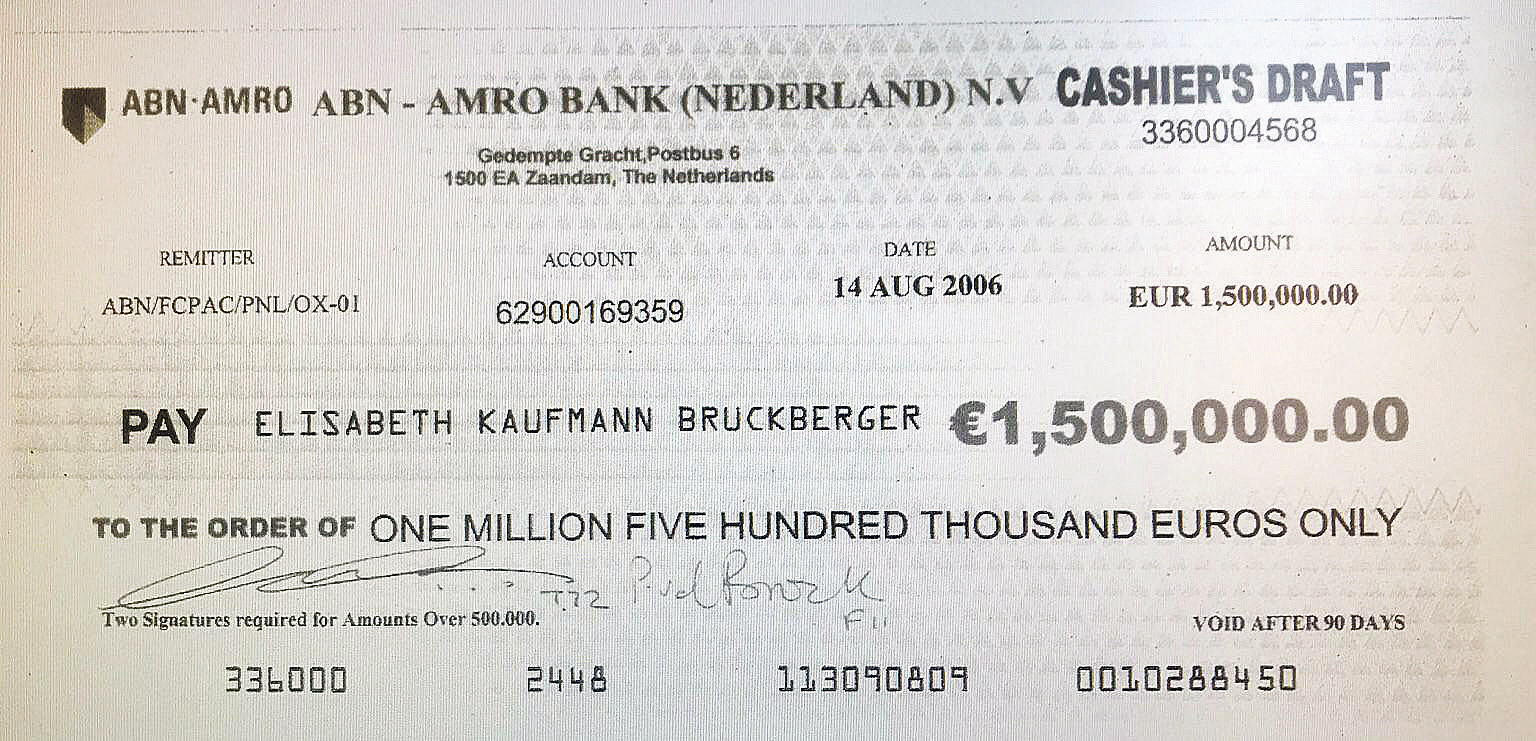 ABN·AMRO ABN - AMRO BANK (NEDERLAND) N.V CASHIER'S DRAFT
3360004568
Gedempte Gracht,Postbus 6
1500 EA Zaandam, The Netherlands
REMITTER ACCOUNT DATE AMOUNT
ABN/FCPAC/PNL/OX-01 62900169359 14 AUG 2006 EUR 1,500,000.00
PAY ELISABETH KAUFMANN BRUCKBERGER €1,500,000.00
TO THE ORDER OF ONE MILLION FIVE HUNDRED THOUSAND EUROS ONLY
Two Signatures required for Amounts Over 500.000. VOID AFTER 90 DAYS
336000 2448 113090809 0010288450